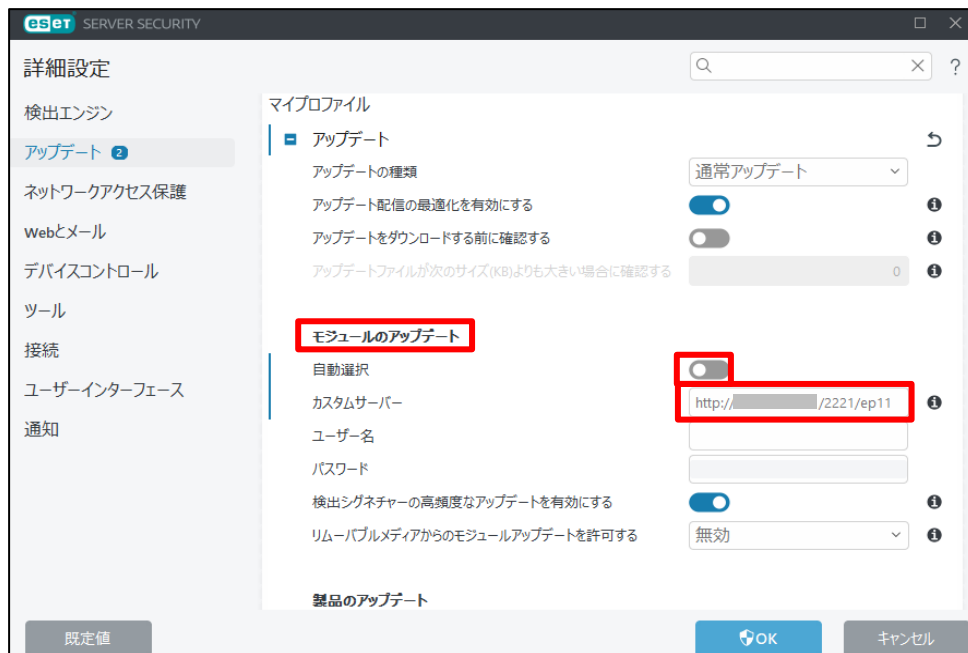 eset SERVER SECURITY
詳細設定
検出エンジン
アップデート 2
ネットワークアクセス保護
Webとメール
デバイスコントロール
ツール
接続
ユーザーインターフェース
通知
マイプロファイル
アップデート
アップデートの種類 通常アップデート
アップデート配信の最適化を有効にする
アップデートをダウンロードする前に確認する
アップデートファイルが次のサイズ(KB)よりも大きい場合に確認する 0
モジュールのアップデート
自動選択
カスタムサーバー http:// /2221/ep11
ユーザー名
パスワード
検出シグネチャーの高頻度なアップデートを有効にする
リムーバブルメディアからのモジュールアップデートを許可する 無効
製品のアップデート
既定値 OK キャンセル